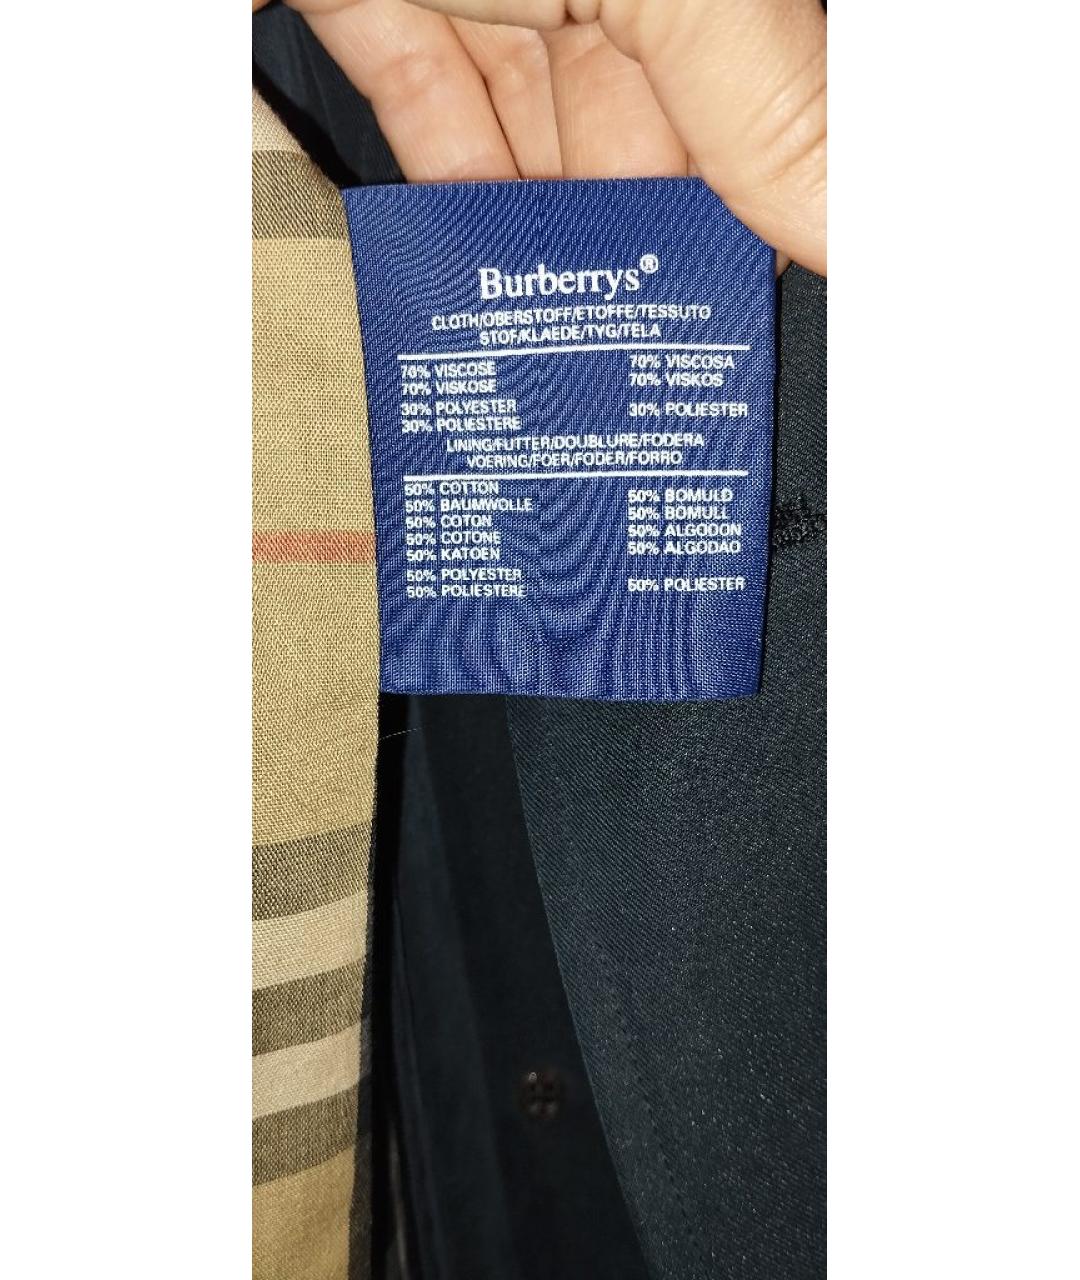 Burberrys®
CLOTH/OBERSTOFF/ETOFFE/TESSUTO
STOF/KLAEDE/TYG/TELA
70% VISCOSE 70% VISCOSA
70% VISKOSE 70% VISKOS
30% POLYESTER 30% POLIESTER
30% POLIESTERE
LINING/FUTTER/DOUBLURE/FODERA
VOERING/FOER/FODER/FORRO
50% COTTON 50% BOMULD
50% BAUMWOLLE 50% BOMULL
50% COTON 50% ALGODON
50% COTONE 50% ALGODAO
50% KATOEN
50% POLYESTER 50% POLIESTER
50% POLIESTERE